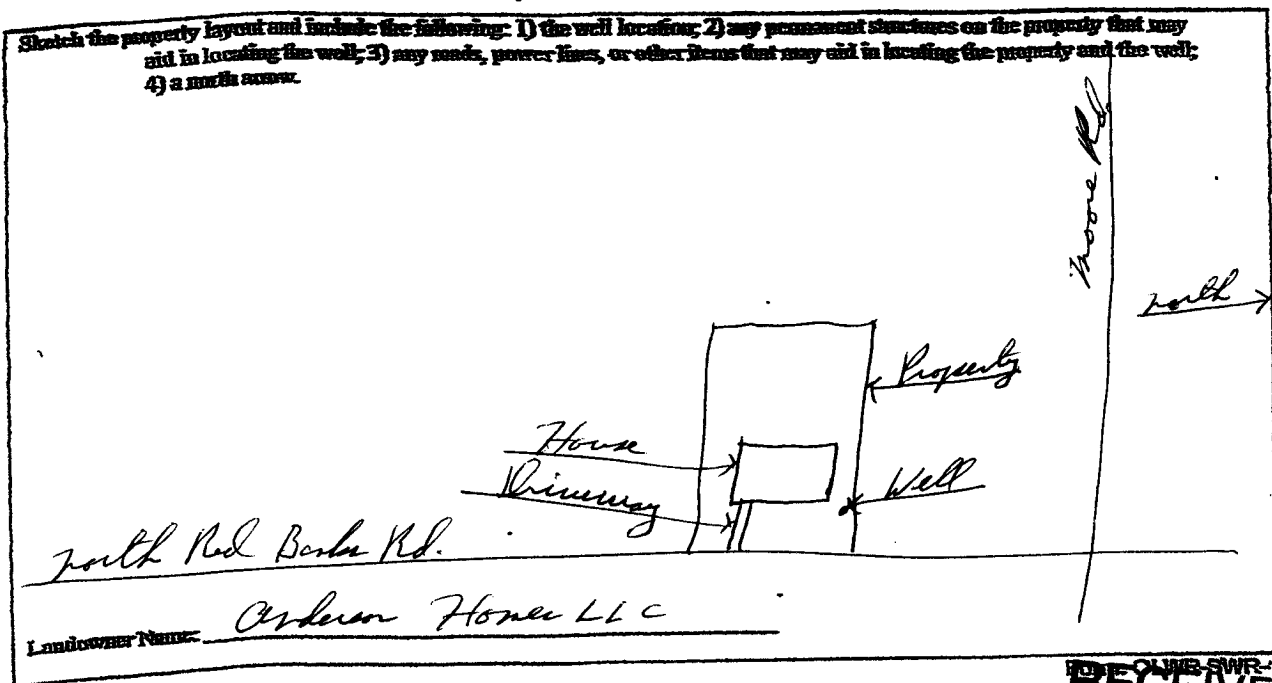 Sketch the property layout and include the following: 1) the well location; 2) any permanent structures on the property that may
aid in locating the well; 3) any roads, power lines, or other items that may aid in locating the property and the well;
4) a north arrow.
Moore Rd
north
Property
House
Driveway
Well
north Red Banks Rd.
Landowner Name: Anderson Homes LLC